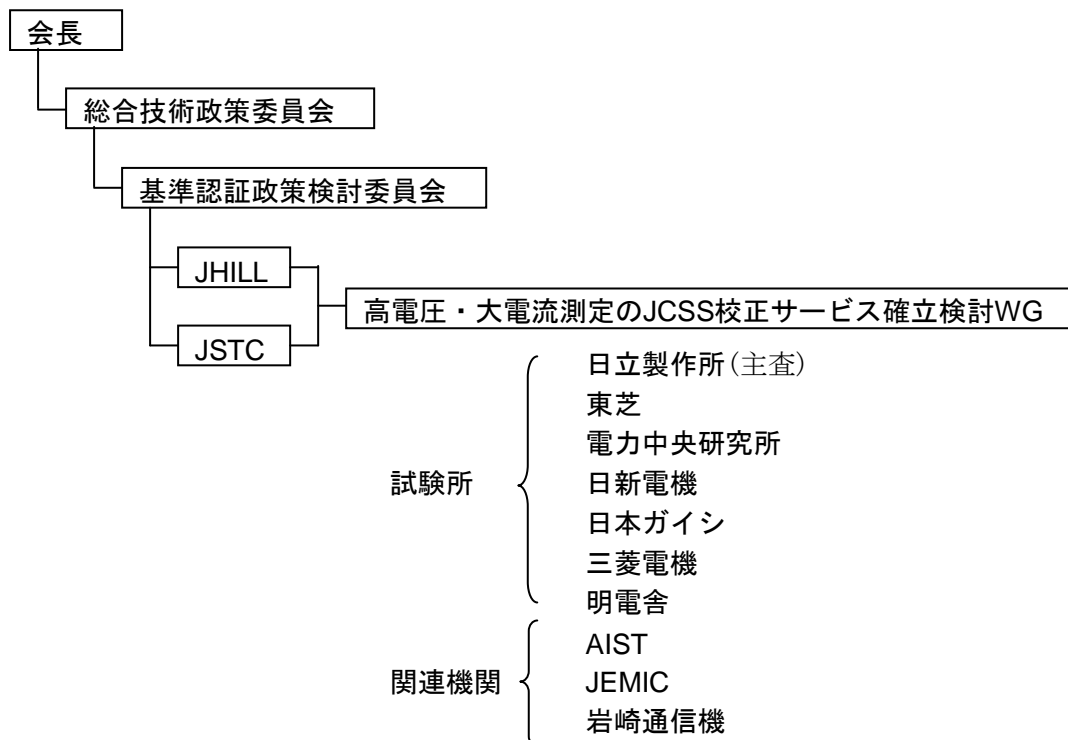 会長
総合技術政策委員会
基準認証政策検討委員会
JHILL
高電圧・大電流測定のJCSS校正サービス確立検討WG
JSTC
試験所
日立製作所(主査)
東芝
電力中央研究所
日新電機
日本ガイシ
三菱電機
明電舎
関連機関
AIST
JEMIC
岩崎通信機